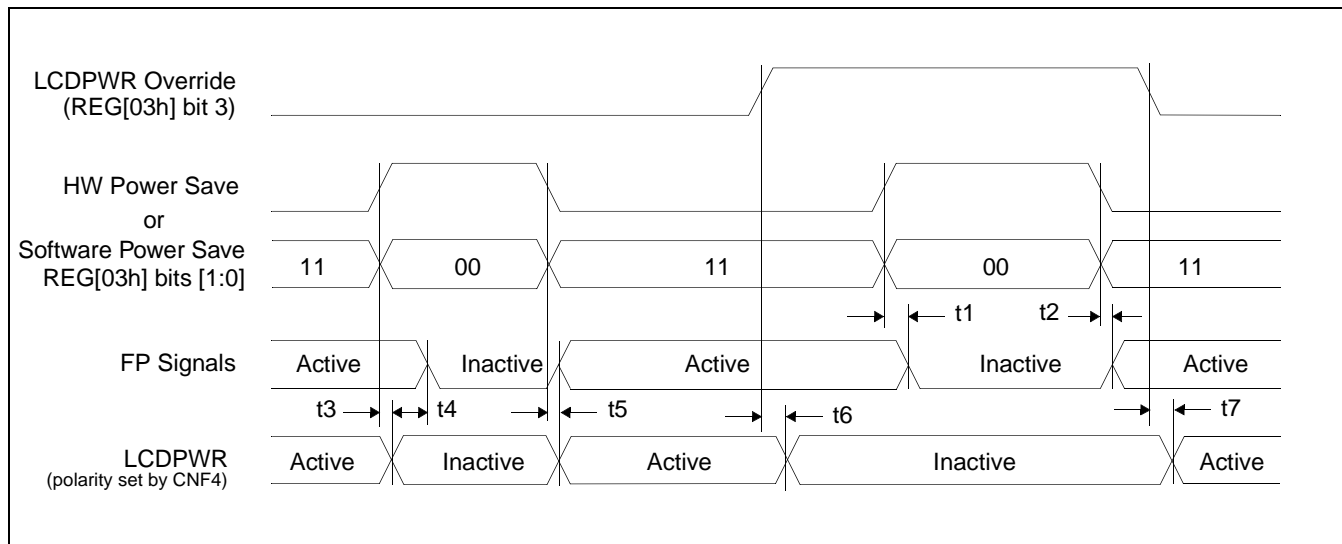 LCDPWR Override
(REG[03h] bit 3)
HW Power Save
or
Software Power Save
REG[03h] bits [1:0]
11
00
11
00
11
t1
t2
FP Signals
Active
Inactive
Active
Inactive
Active
t3
t4
t5
t6
t7
LCDPWR
(polarity set by CNF4)
Active
Inactive
Active
Inactive
Active